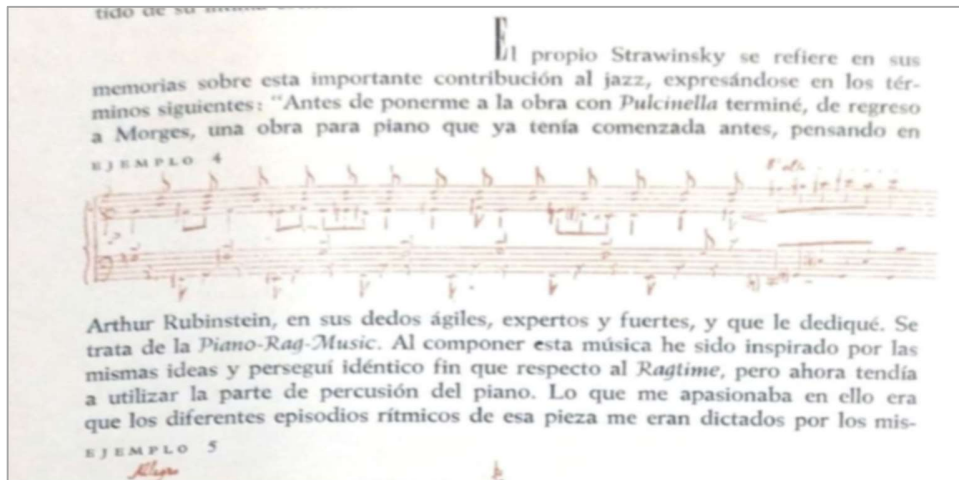 tido de su
El propio Strawinsky se refiere en sus
memorias sobre esta importante contribución al jazz, expresándose en los tér-
minos siguientes: "Antes de ponerme a la obra con Pulcinella terminé, de regreso
a Morges, una obra para piano que ya tenía comenzada antes, pensando en
EJEMPLO 4
Arthur Rubinstein, en sus dedos ágiles, expertos y fuertes, y que le dediqué. Se
trata de la Piano-Rag-Music. Al componer esta música he sido inspirado por las
mismas ideas y perseguí idéntico fin que respecto al Ragtime, pero ahora tendía
a utilizar la parte de percusión del piano. Lo que me apasionaba en ello era
que los diferentes episodios rítmicos de esa pieza me eran dictados por los mis-
EJEMPLO 5
Allegro